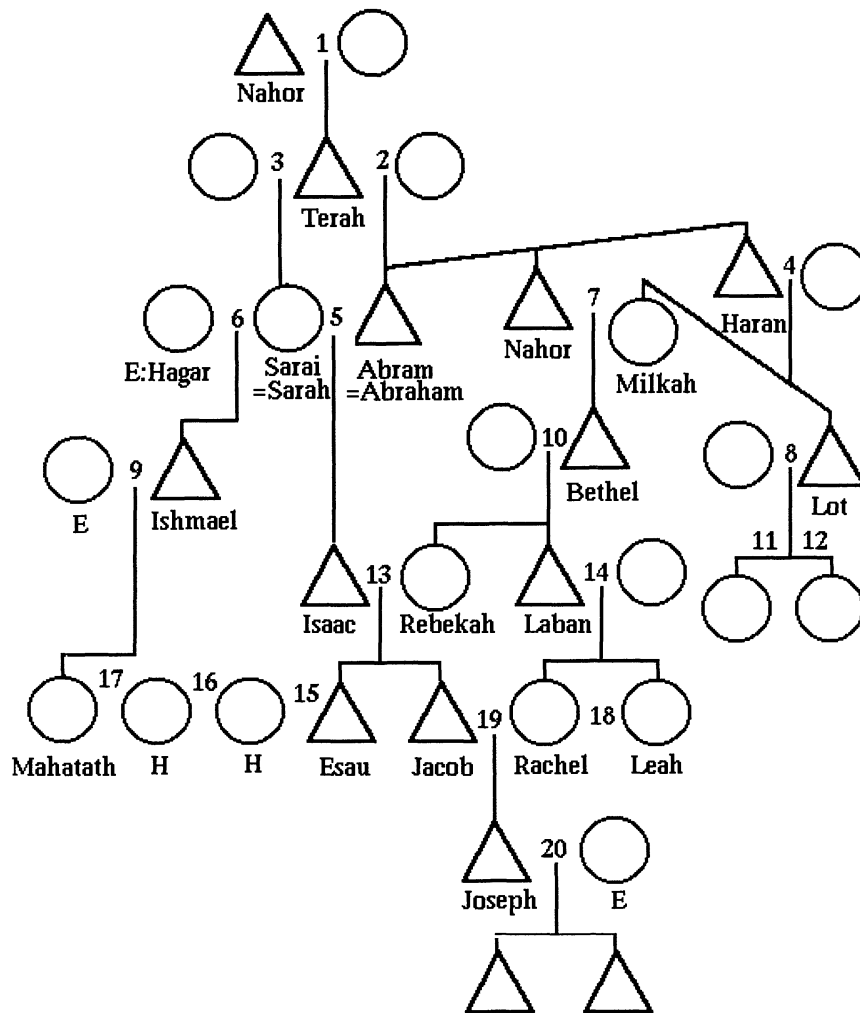 1
Nahor
3
2
Terah
4
7
6
5
Haran
Nahor
E:Hagar
Sarai
=Sarah
Abram
=Abraham
Milkah
10
8
9
Bethel
Lot
E
Ishmael
11
12
13
14
Isaac
Rebekah
Laban
17
16
15
19
18
Mahatath
H
H
Esau
Jacob
Rachel
Leah
20
Joseph
E